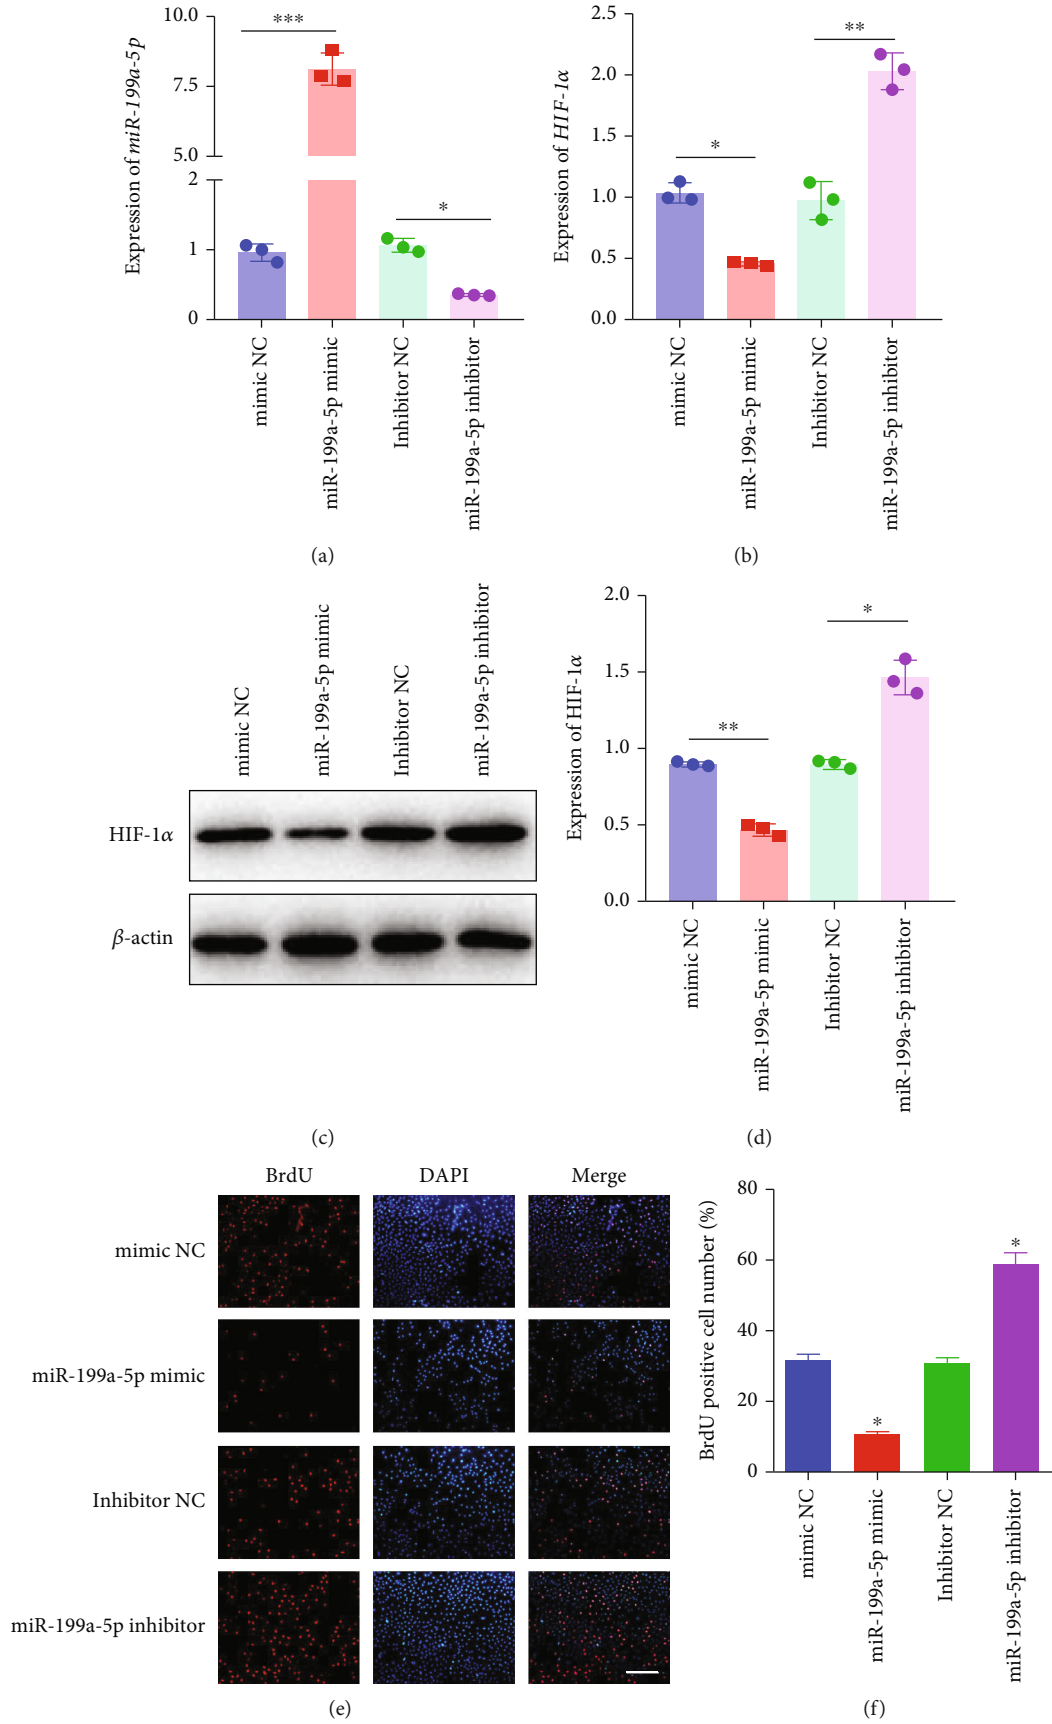 Expression of miR-199a-5p
10.0
7.5
5.0
2
1
0
***
*
mimic NC
miR-199a-5p mimic
Inhibitor NC
miR-199a-5p inhibitor
(a)
Expression of HIF-1α
2.5
2.0
1.5
1.0
0.5
0.0
*
**
mimic NC
miR-199a-5p mimic
Inhibitor NC
miR-199a-5p inhibitor
(b)
mimic NC
miR-199a-5p mimic
Inhibitor NC
miR-199a-5p inhibitor
HIF-1α
β-actin
(c)
Expression of HIF-1α
2.0
1.5
1.0
0.5
0.0
**
*
mimic NC
miR-199a-5p mimic
Inhibitor NC
miR-199a-5p inhibitor
(d)
BrdU DAPI Merge
mimic NC
miR-199a-5p mimic
Inhibitor NC
miR-199a-5p inhibitor
(e)
BrdU positive cell number (%)
80
60
40
20
0
*
*
mimic NC
miR-199a-5p mimic
Inhibitor NC
miR-199a-5p inhibitor
(f)